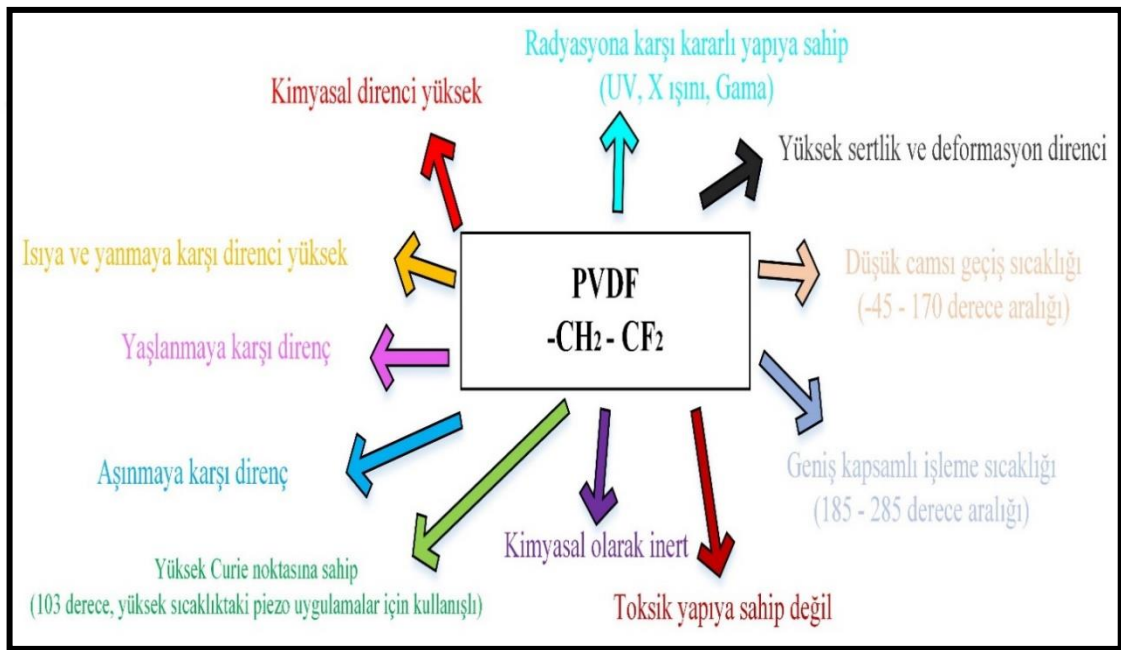 Radyasyona karşı kararlı yapıya sahip
(UV, X ışını, Gama)
Kimyasal direnci yüksek
Yüksek sertlik ve deformasyon direnci
Isıya ve yanmaya karşı direnci yüksek
PVDF
-CH₂ - CF₂
Düşük camsı geçiş sıcaklığı
(-45 - 170 derece aralığı)
Yaşlanmaya karşı direnç
Aşınmaya karşı direnç
Geniş kapsamlı işleme sıcaklığı
(185 - 285 derece aralığı)
Yüksek Curie noktasına sahip
(103 derece, yüksek sıcaklıktaki piezo uygulamalar için kullanışlı)
Kimyasal olarak inert
Toksik yapıya sahip değil